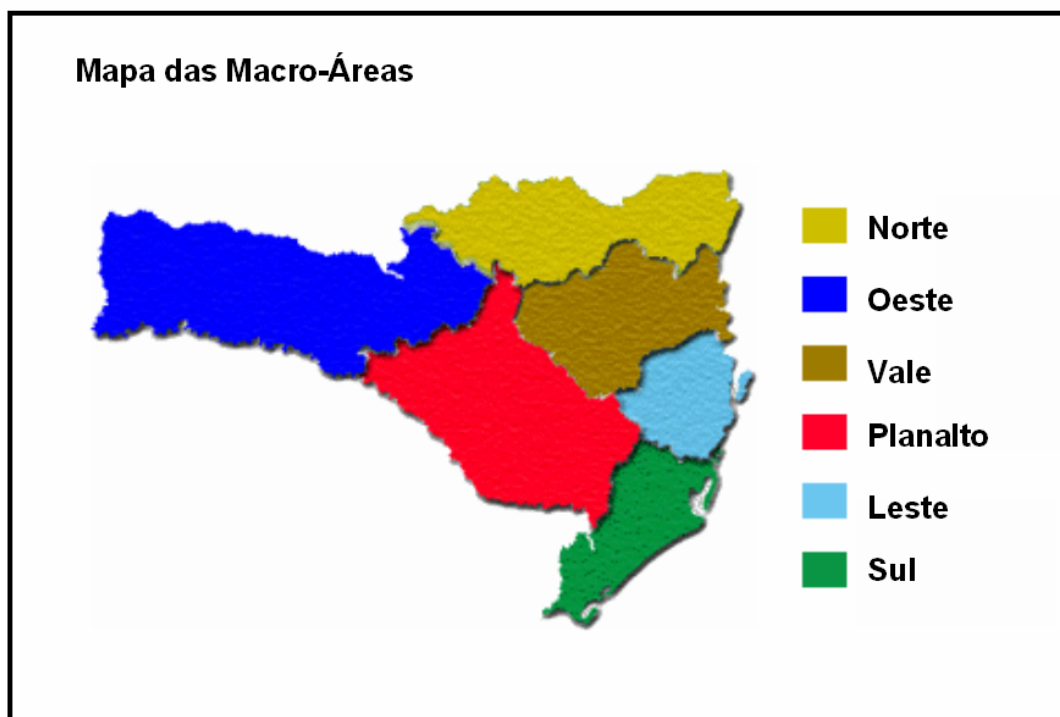 Mapa das Macro-Áreas
Norte
Oeste
Vale
Planalto
Leste
Sul